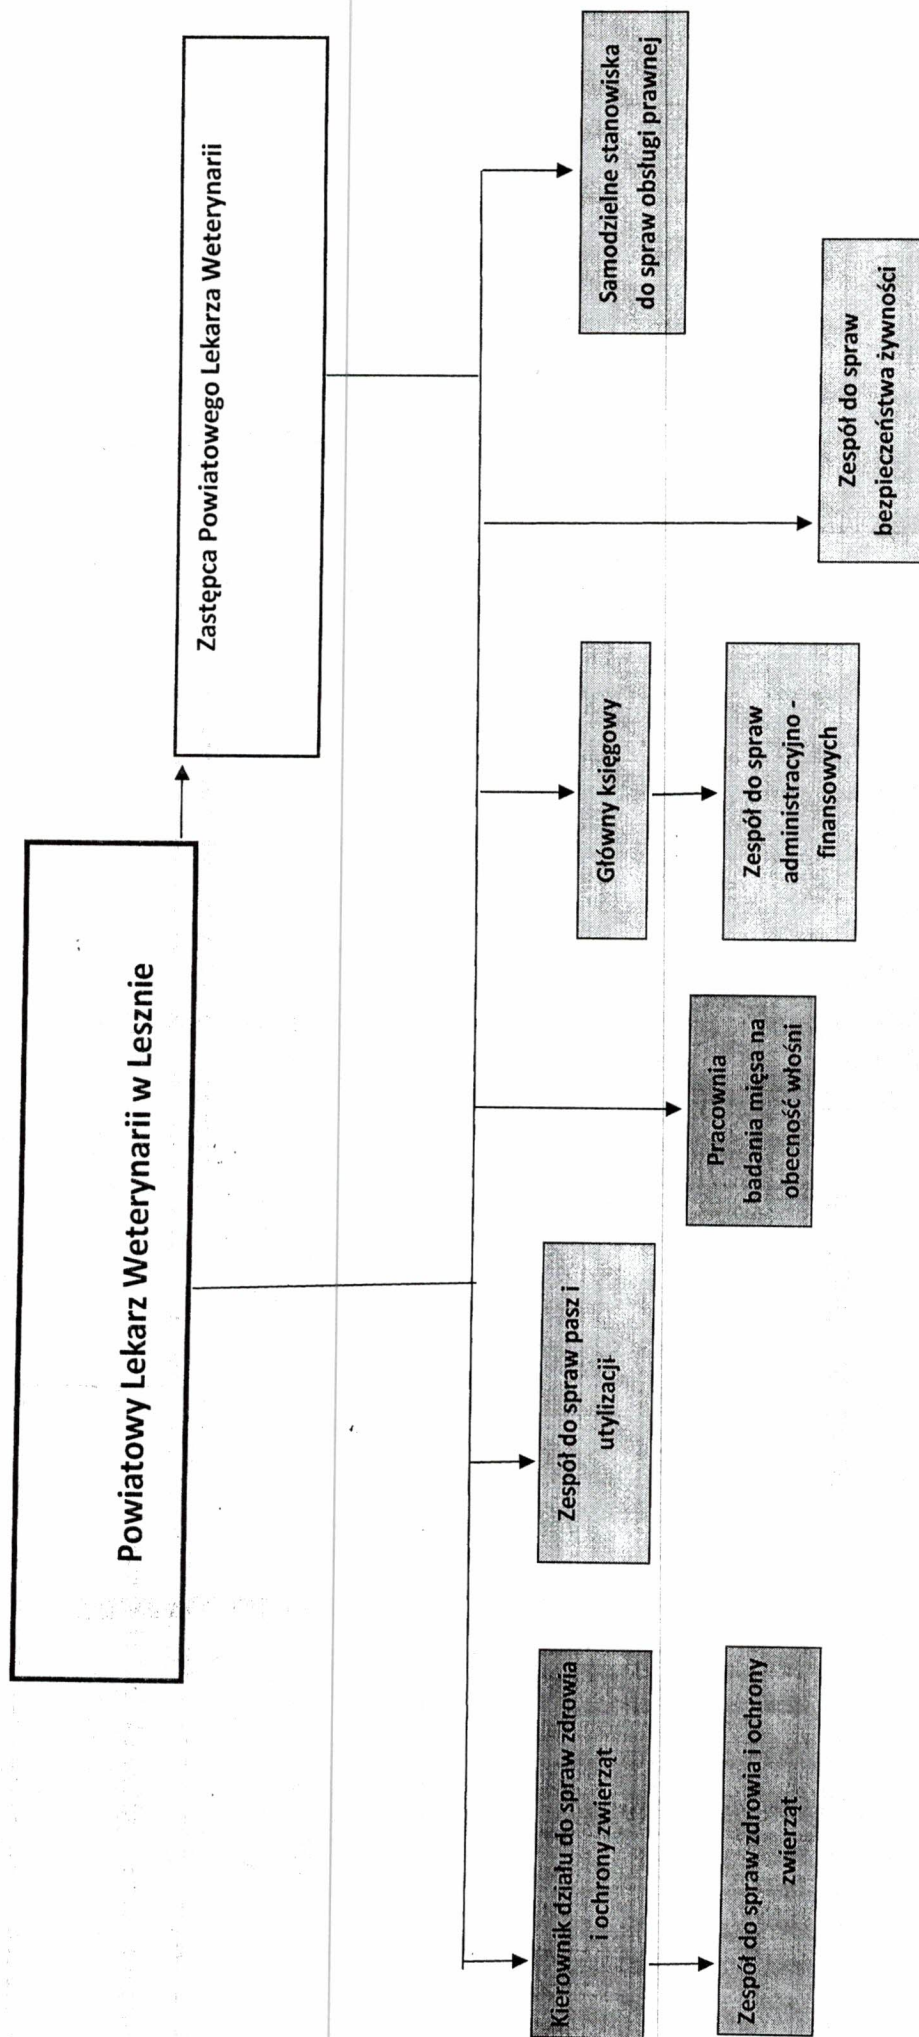 Powiatowy Lekarz Weterynarii w Lesznie
Zastępca Powiatowego Lekarza Weterynarii
Kierownik działu do spraw zdrowia
i ochrony zwierząt
Zespół do spraw zdrowia i ochrony
zwierząt
Zespół do spraw pasz i
utylizacji
Pracownia
badania mięsa na
obecność włośni
Główny księgowy
Zespół do spraw
administracyjno -
finansowych
Zespół do spraw
bezpieczeństwa żywności
Samodzielne stanowiska
do spraw obsługi prawnej